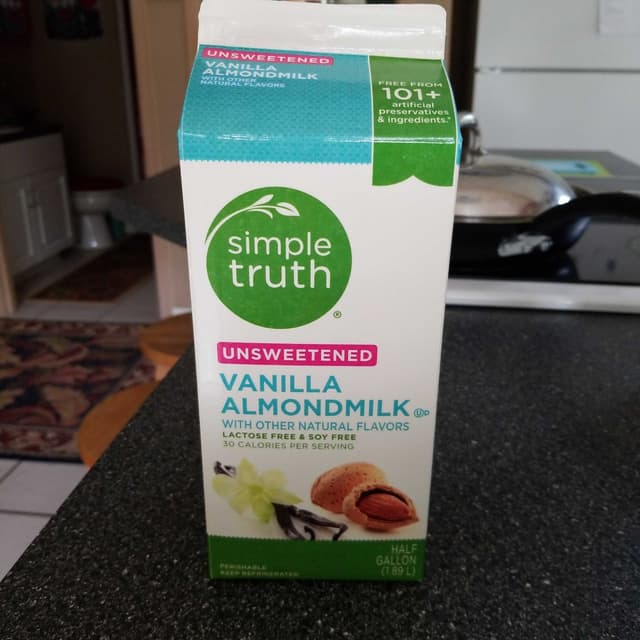 UNSWEETENED
VANILLA
ALMONDMILK
WITH OTHER
NATURAL FLAVORS
FREE FROM
101+
artificial
preservatives
& ingredients.*
simple
truth
®
UNSWEETENED
VANILLA
ALMONDMILK
WITH OTHER NATURAL FLAVORS
LACTOSE FREE & SOY FREE
30 CALORIES PER SERVING
HALF
GALLON
(1.89 L)
PERISHABLE
KEEP REFRIGERATED